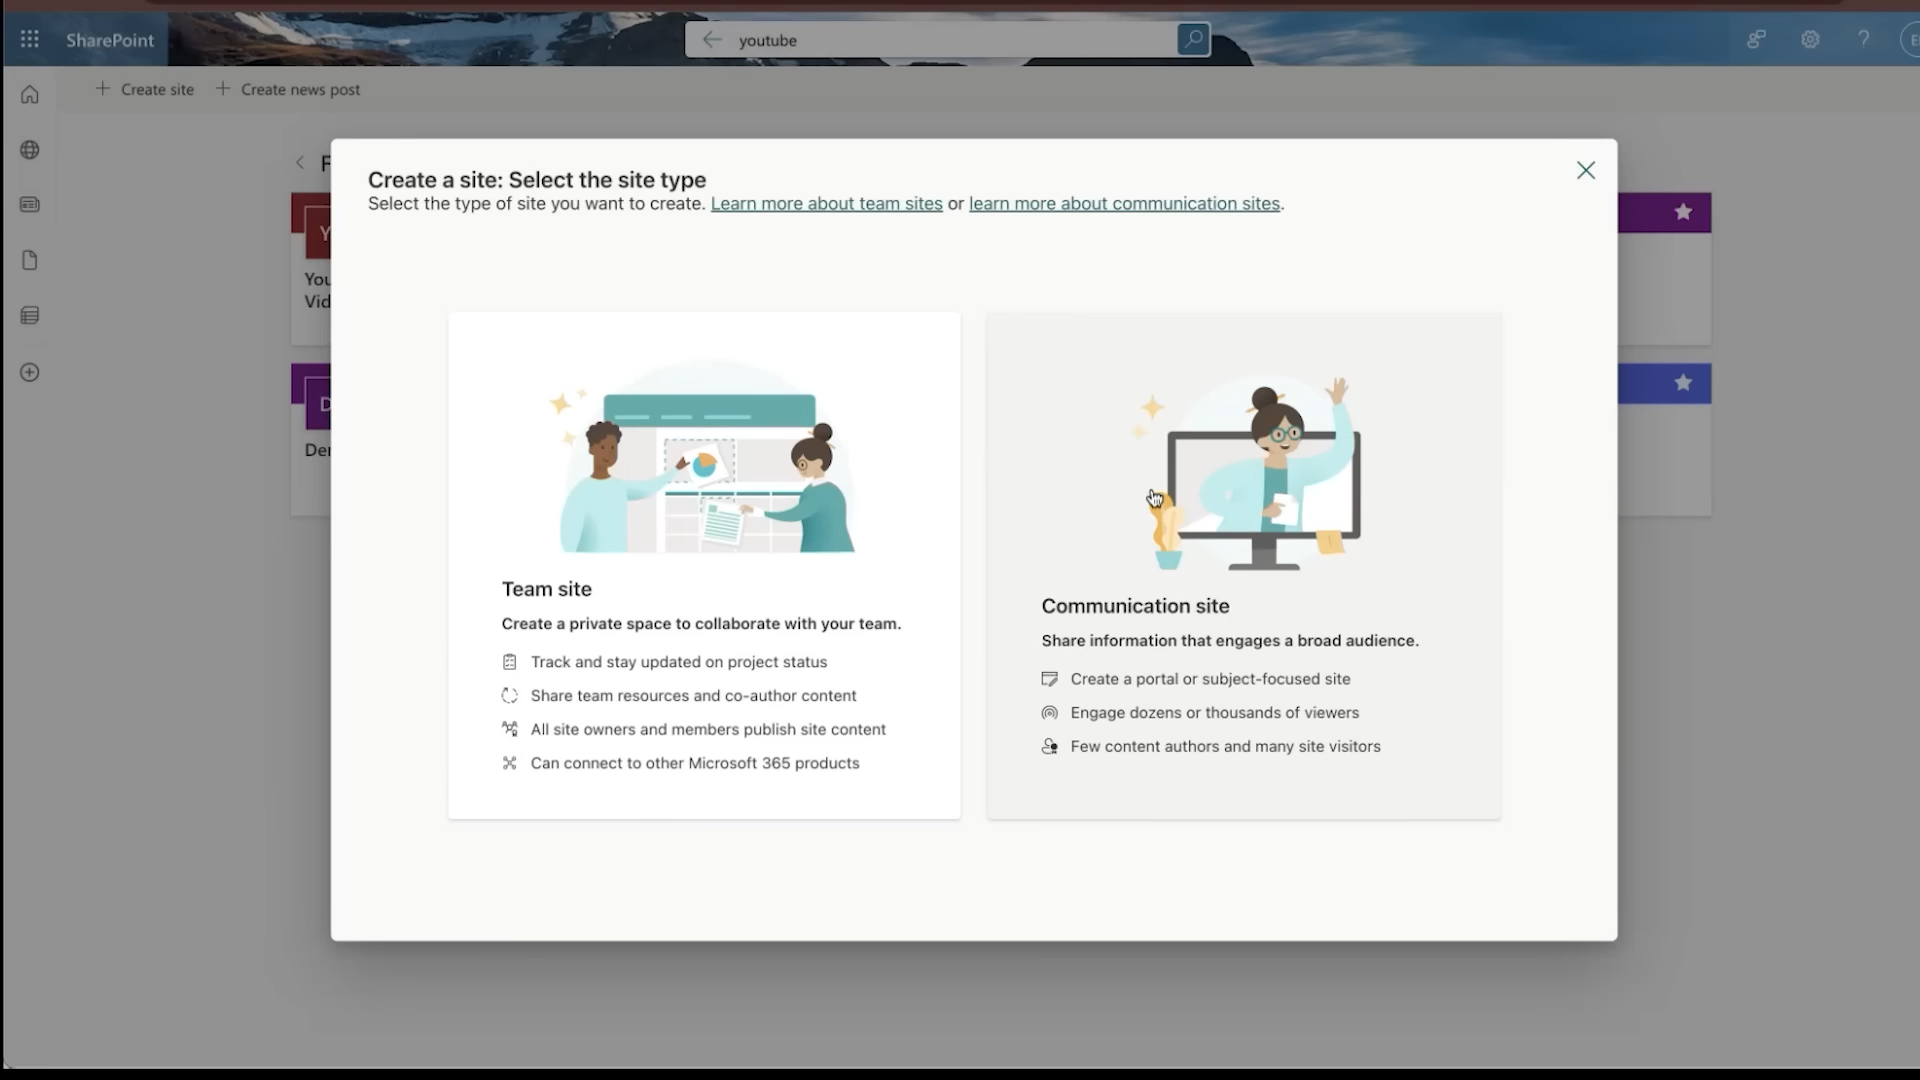 SharePoint
youtube
Create site
Create news post
Create a site: Select the site type
Select the type of site you want to create. Learn more about team sites or learn more about communication sites.
Team site
Create a private space to collaborate with your team.
Track and stay updated on project status
Share team resources and co-author content
All site owners and members publish site content
Can connect to other Microsoft 365 products
Communication site
Share information that engages a broad audience.
Create a portal or subject-focused site
Engage dozens or thousands of viewers
Few content authors and many site visitors